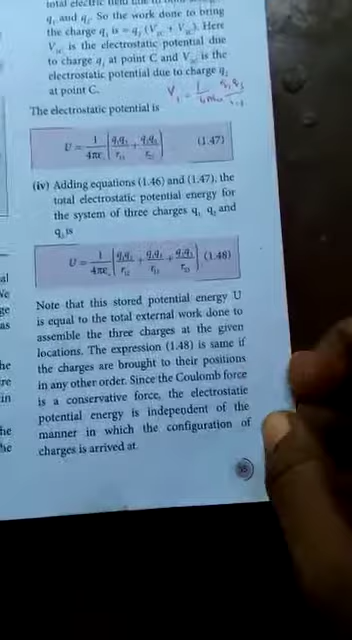 total electric field due to both
q₁ and q₂. So the work done to bring
the charge q₃ is = q₃ (V₁C + V₂C). Here
V₁C is the electrostatic potential due
to charge q₁ at point C and V₂C is the
electrostatic potential due to charge q₂
at point C.
The electrostatic potential is
U = 1/4πε₀ [q₁q₃/r₁₃ + q₂q₃/r₂₃] (1.47)
(iv) Adding equations (1.46) and (1.47), the
total electrostatic potential energy for
the system of three charges q₁ q₂ and
q₃ is
U = 1/4πε₀ [q₁q₂/r₁₂ + q₁q₃/r₁₃ + q₂q₃/r₂₃] (1.48)
Note that this stored potential energy U
is equal to the total external work done to
assemble the three charges at the given
locations. The expression (1.48) is same if
the charges are brought to their positions
in any other order. Since the Coulomb force
is a conservative force, the electrostatic
potential energy is independent of the
manner in which the configuration of
charges is arrived at.